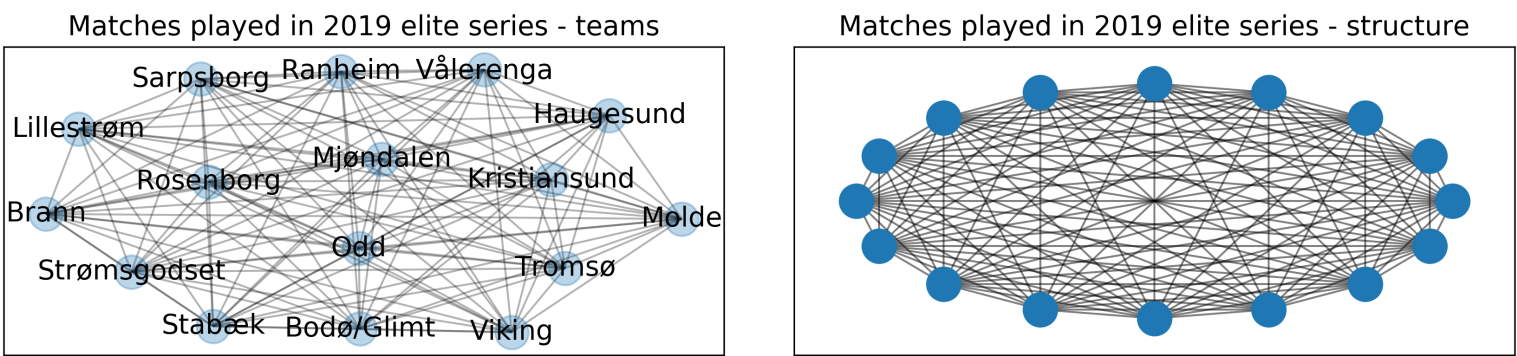 Matches played in 2019 elite series - teams
Sarpsborg
Ranheim
Vålerenga
Haugesund
Lillestrøm
Mjøndalen
Rosenborg
Kristiansund
Brann
Molde
Odd
Strømsgodset
Tromsø
Stabæk
Bodø/Glimt
Viking
Matches played in 2019 elite series - structure